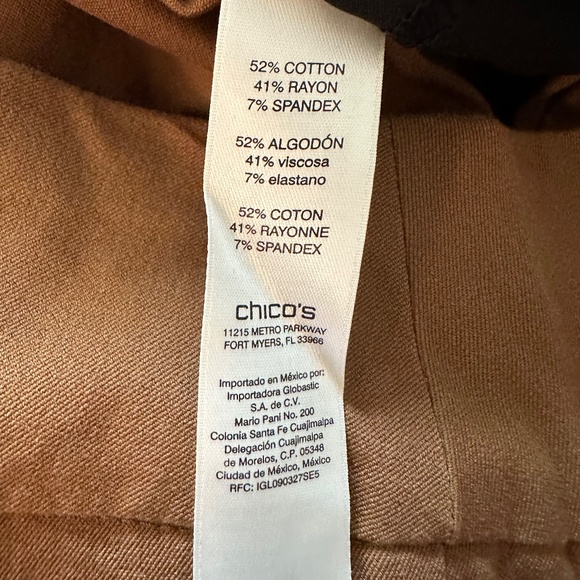 52% COTTON
41% RAYON
7% SPANDEX
52% ALGODÓN
41% viscosa
7% elastano
52% COTON
41% RAYONNE
7% SPANDEX
chico's
11215 METRO PARKWAY
FORT MYERS, FL 33966
Importado en México por:
Importadora Globastic
S.A. de C.V.
Mario Pani No. 200
Colonia Santa Fe Cuajimalpa
Delegación Cuajimalpa
de Morelos, C.P. 05348
Ciudad de México, México
RFC: IGL090327SE5